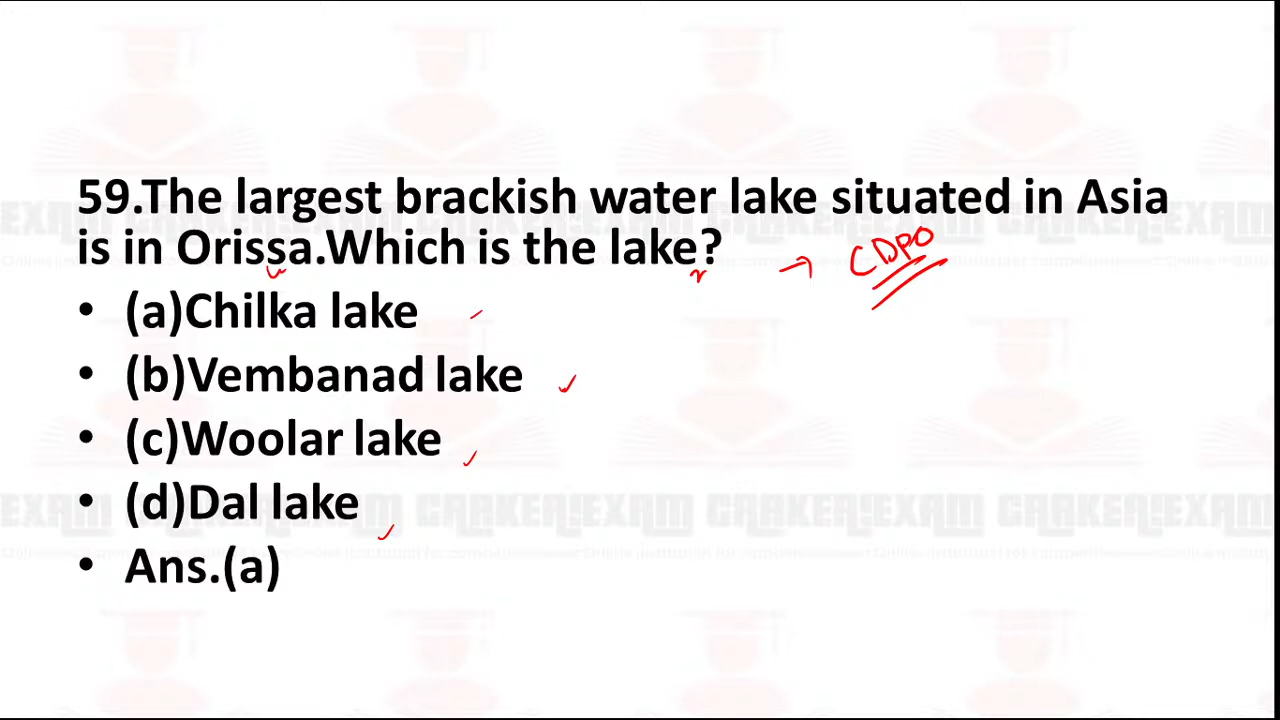 59.The largest brackish water lake situated in Asia
is in Orissa.Which is the lake?
CDPO
• (a)Chilka lake
• (b)Vembanad lake
• (c)Woolar lake
• (d)Dal lake
• Ans.(a)